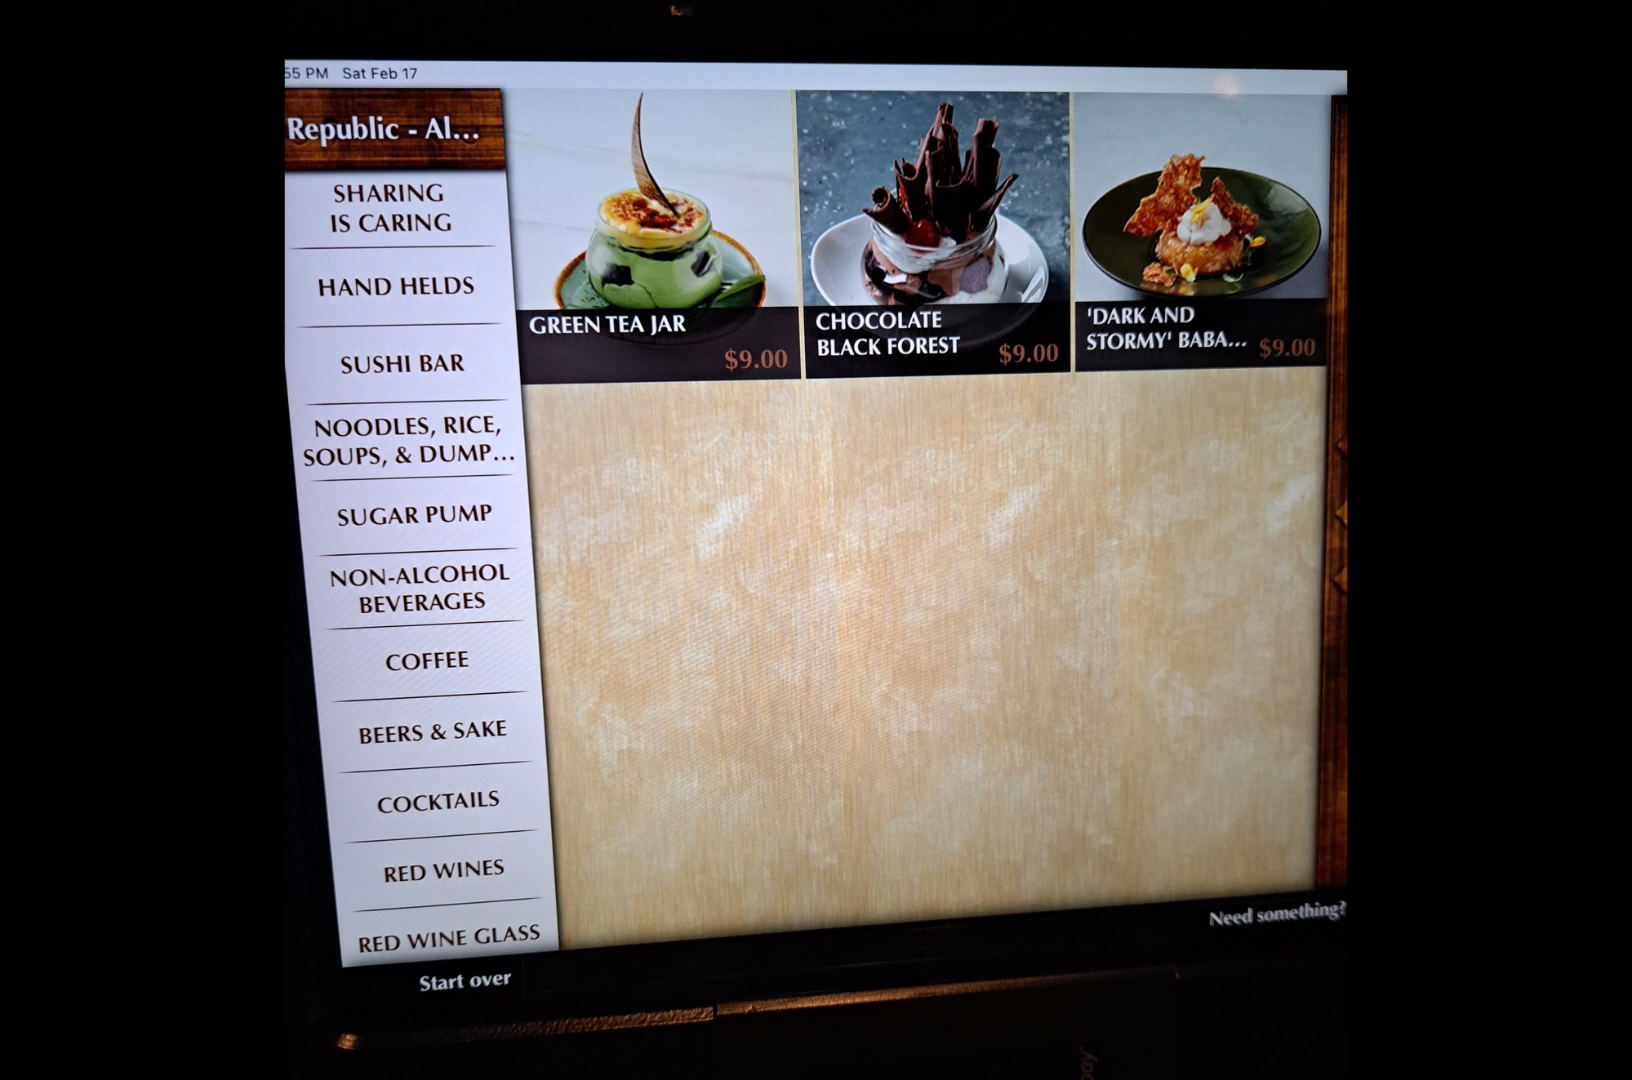 55 PM Sat Feb 17
Republic - Al...
SHARING
IS CARING
HAND HELDS
SUSHI BAR
NOODLES, RICE,
SOUPS, & DUMP...
SUGAR PUMP
NON-ALCOHOL
BEVERAGES
COFFEE
BEERS & SAKE
COCKTAILS
RED WINES
RED WINE GLASS
Start over
GREEN TEA JAR
$9.00
CHOCOLATE
BLACK FOREST
$9.00
'DARK AND
STORMY' BABA...
$9.00
Need something?